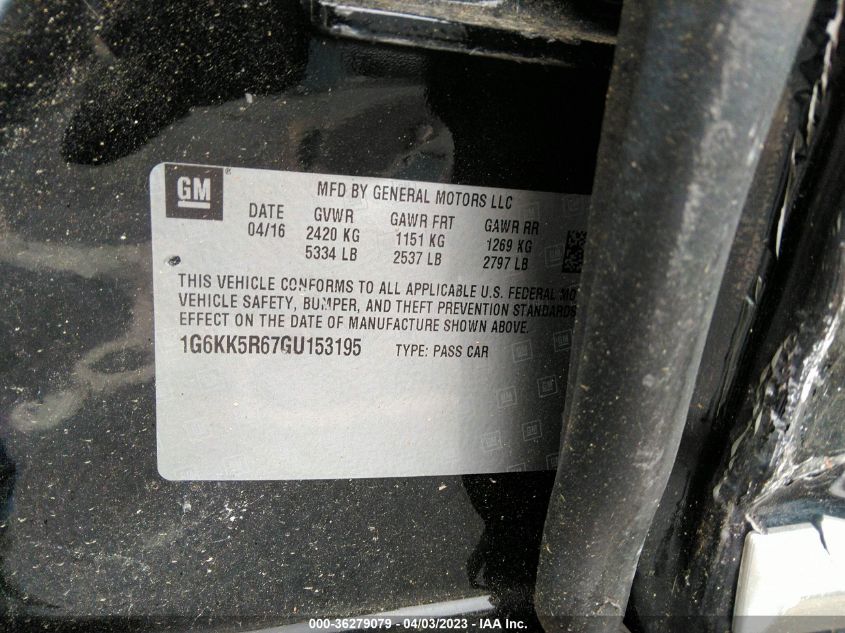 GM ®
MFD BY GENERAL MOTORS LLC
DATE GVWR GAWR FRT GAWR RR
04/16 2420 KG 1151 KG 1269 KG
5334 LB 2537 LB 2797 LB
THIS VEHICLE CONFORMS TO ALL APPLICABLE U.S. FEDERAL MO
VEHICLE SAFETY, BUMPER, AND THEFT PREVENTION STANDARDS
EFFECT ON THE DATE OF MANUFACTURE SHOWN ABOVE.
1G6KK5R67GU153195 TYPE: PASS CAR
000-36279079 - 04/03/2023 - IAA Inc.